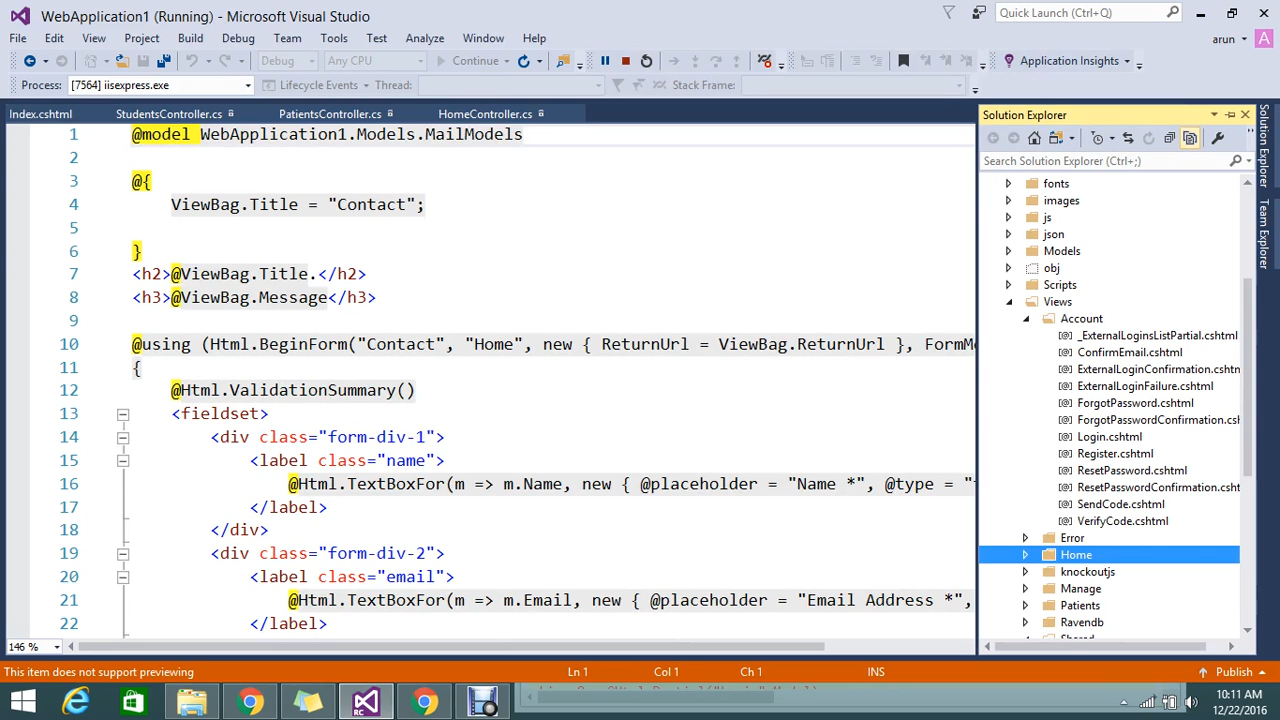 WebApplication1 (Running) - Microsoft Visual Studio
Quick Launch (Ctrl+Q)
File Edit View Project Build Debug Team Tools Test Analyze Window Help
arun A
Debug Any CPU Continue Application Insights
Process: [7564] iisexpress.exe Lifecycle Events Thread: Stack Frame:
Index.cshtml StudentsController.cs PatientsController.cs HomeController.cs
1 @model WebApplication1.Models.MailModels
2
3 @{
4 ViewBag.Title = "Contact";
5
6 }
7 <h2>@ViewBag.Title.</h2>
8 <h3>@ViewBag.Message</h3>
9
10 @using (Html.BeginForm("Contact", "Home", new { ReturnUrl = ViewBag.ReturnUrl }, FormMe
11 {
12 @Html.ValidationSummary()
13 <fieldset>
14 <div class="form-div-1">
15 <label class="name">
16 @Html.TextBoxFor(m => m.Name, new { @placeholder = "Name *", @type = "
17 </label>
18 </div>
19 <div class="form-div-2">
20 <label class="email">
21 @Html.TextBoxFor(m => m.Email, new { @placeholder = "Email Address *",
22 </label>
146 %
Solution Explorer
Search Solution Explorer (Ctrl+;)
fonts
images
js
json
Models
obj
Scripts
Views
Account
_ExternalLoginsListPartial.cshtml
ConfirmEmail.cshtml
ExternalLoginConfirmation.cshtml
ExternalLoginFailure.cshtml
ForgotPassword.cshtml
ForgotPasswordConfirmation.csh
Login.cshtml
Register.cshtml
ResetPassword.cshtml
ResetPasswordConfirmation.cshtml
SendCode.cshtml
VerifyCode.cshtml
Error
Home
knockoutjs
Manage
Patients
Ravendb
Shared
Solution Explorer
Team Explorer
This item does not support previewing Ln 1 Col 1 Ch 1 INS Publish
RC
10:11 AM
12/22/2016